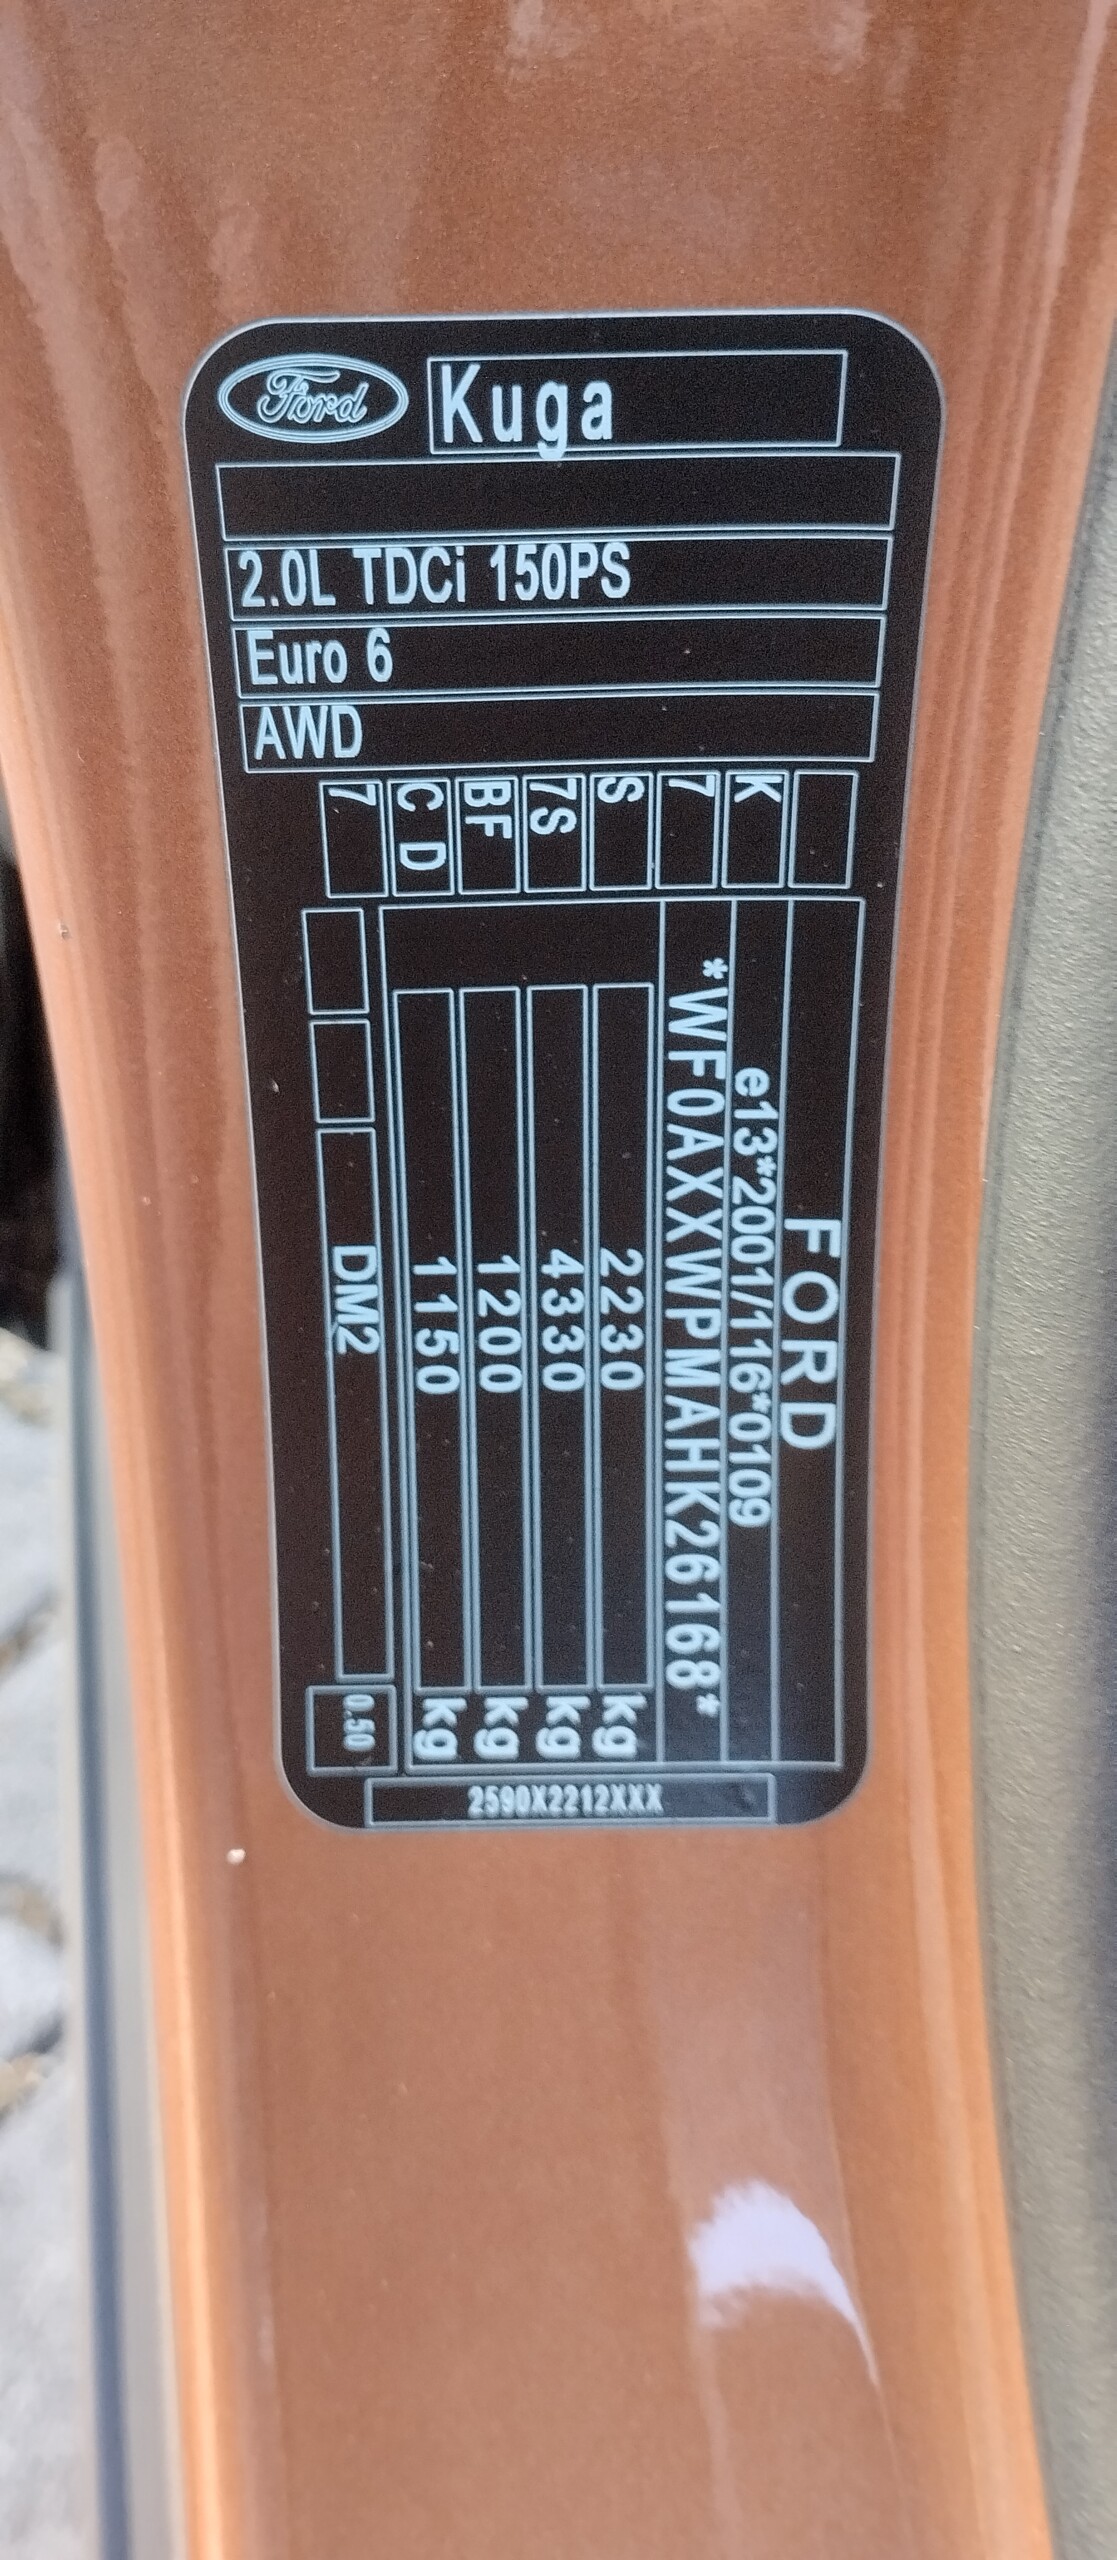 Ford Kuga
2.0L TDCi 150PS
Euro 6
AWD
K
7
S
7S
BF
C D
7
FORD
e13*2001/116*0109
*WF0AXXWPMAHK26168*
2230 kg
4330 kg
1200 kg
1150 kg
DM2
0.50
2590X2212XXX